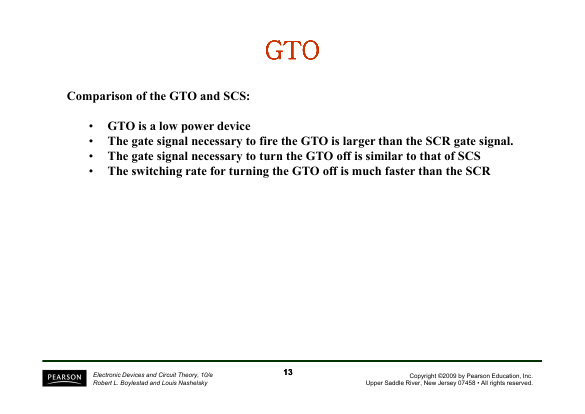 GTO
Comparison of the GTO and SCS:
• GTO is a low power device
• The gate signal necessary to fire the GTO is larger than the SCR gate signal.
• The gate signal necessary to turn the GTO off is similar to that of SCS
• The switching rate for turning the GTO off is much faster than the SCR
PEARSON
Electronic Devices and Circuit Theory, 10/e
Robert L. Boylestad and Louis Nashelsky
13
Copyright ©2009 by Pearson Education, Inc.
Upper Saddle River, New Jersey 07458 • All rights reserved.